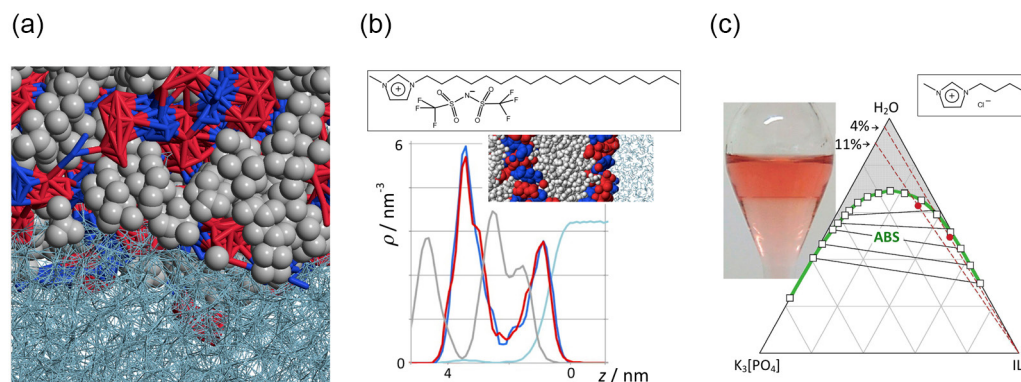 (a)
(b)
(c)
N
N
+
F
F
F
S
O
O
N
−
S
O
O
F
F
F
6
ρ / nm⁻³
0
4
0
z / nm
N
N
+
Cl⁻
H₂O
4%
11%
ABS
K₃[PO₄]
IL